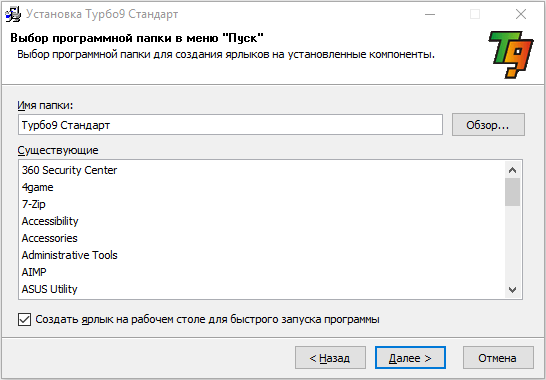 Установка Турбо9 Стандарт
Выбор программной папки в меню "Пуск"
Выбор программной папки для создания ярлыков на установленные компоненты.
T9
Имя папки:
Турбо9 Стандарт
Обзор...
Существующие
360 Security Center
4game
7-Zip
Accessibility
Accessories
Administrative Tools
AIMP
ASUS Utility
Создать ярлык на рабочем столе для быстрого запуска программы
< Назад
Далее >
Отмена